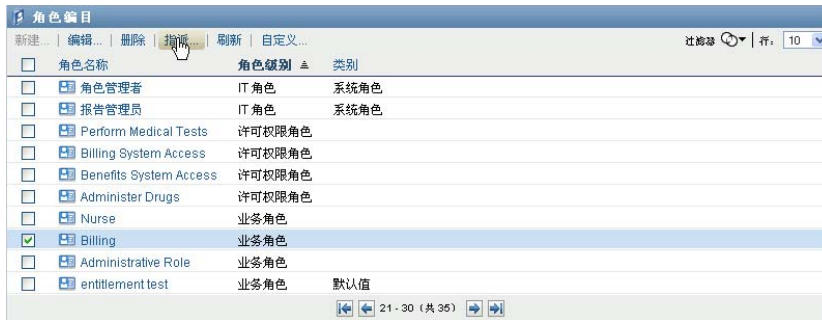 角色编目
新建... | 编辑... | 删除 | 指派... | 刷新 | 自定义... 过滤器 | 行: 10
角色名称 角色级别 类别
角色管理者 IT 角色 系统角色
报告管理员 IT 角色 系统角色
Perform Medical Tests 许可权限角色
Billing System Access 许可权限角色
Benefits System Access 许可权限角色
Administer Drugs 许可权限角色
Nurse 业务角色
Billing 业务角色
Administrative Role 业务角色
entitlement test 业务角色 默认值
21 - 30 (共 35)